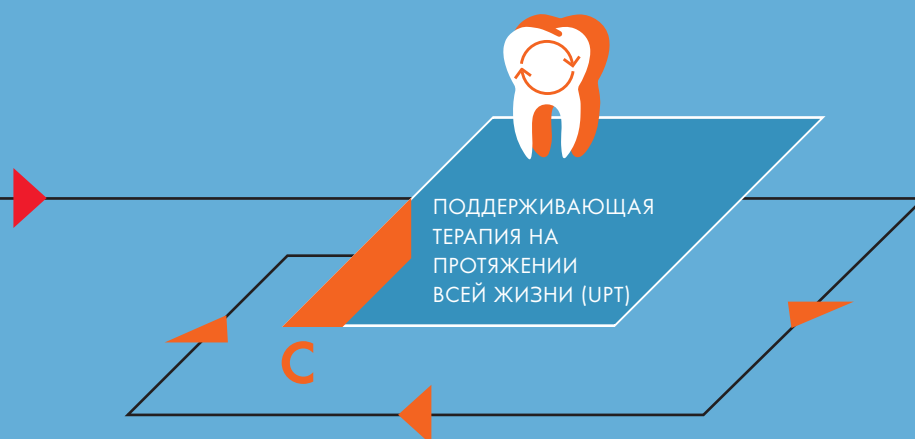 ПОДДЕРЖИВАЮЩАЯ
ТЕРАПИЯ НА
ПРОТЯЖЕНИИ
ВСЕЙ ЖИЗНИ (UPT)
C